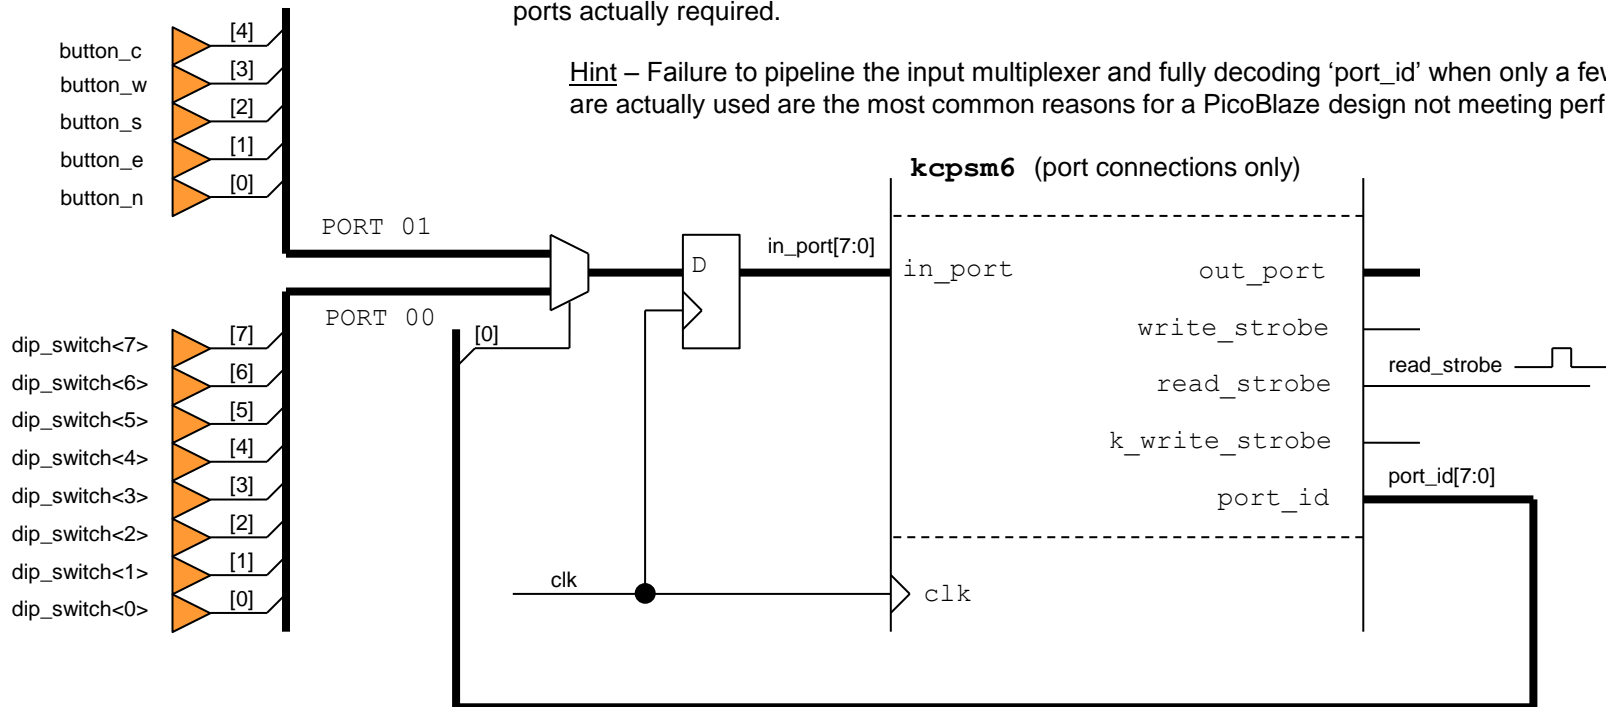 ports actually required.
Hint – Failure to pipeline the input multiplexer and fully decoding ‘port_id’ when only a few
are actually used are the most common reasons for a PicoBlaze design not meeting perf
kcpsm6 (port connections only)
button_c [4]
button_w [3]
button_s [2]
button_e [1]
button_n [0]
PORT 01
PORT 00
[0]
D
in_port[7:0]
in_port
out_port
write_strobe
read_strobe
read_strobe
k_write_strobe
port_id[7:0]
port_id
dip_switch<7> [7]
dip_switch<6> [6]
dip_switch<5> [5]
dip_switch<4> [4]
dip_switch<3> [3]
dip_switch<2> [2]
dip_switch<1> [1]
dip_switch<0> [0]
clk
clk